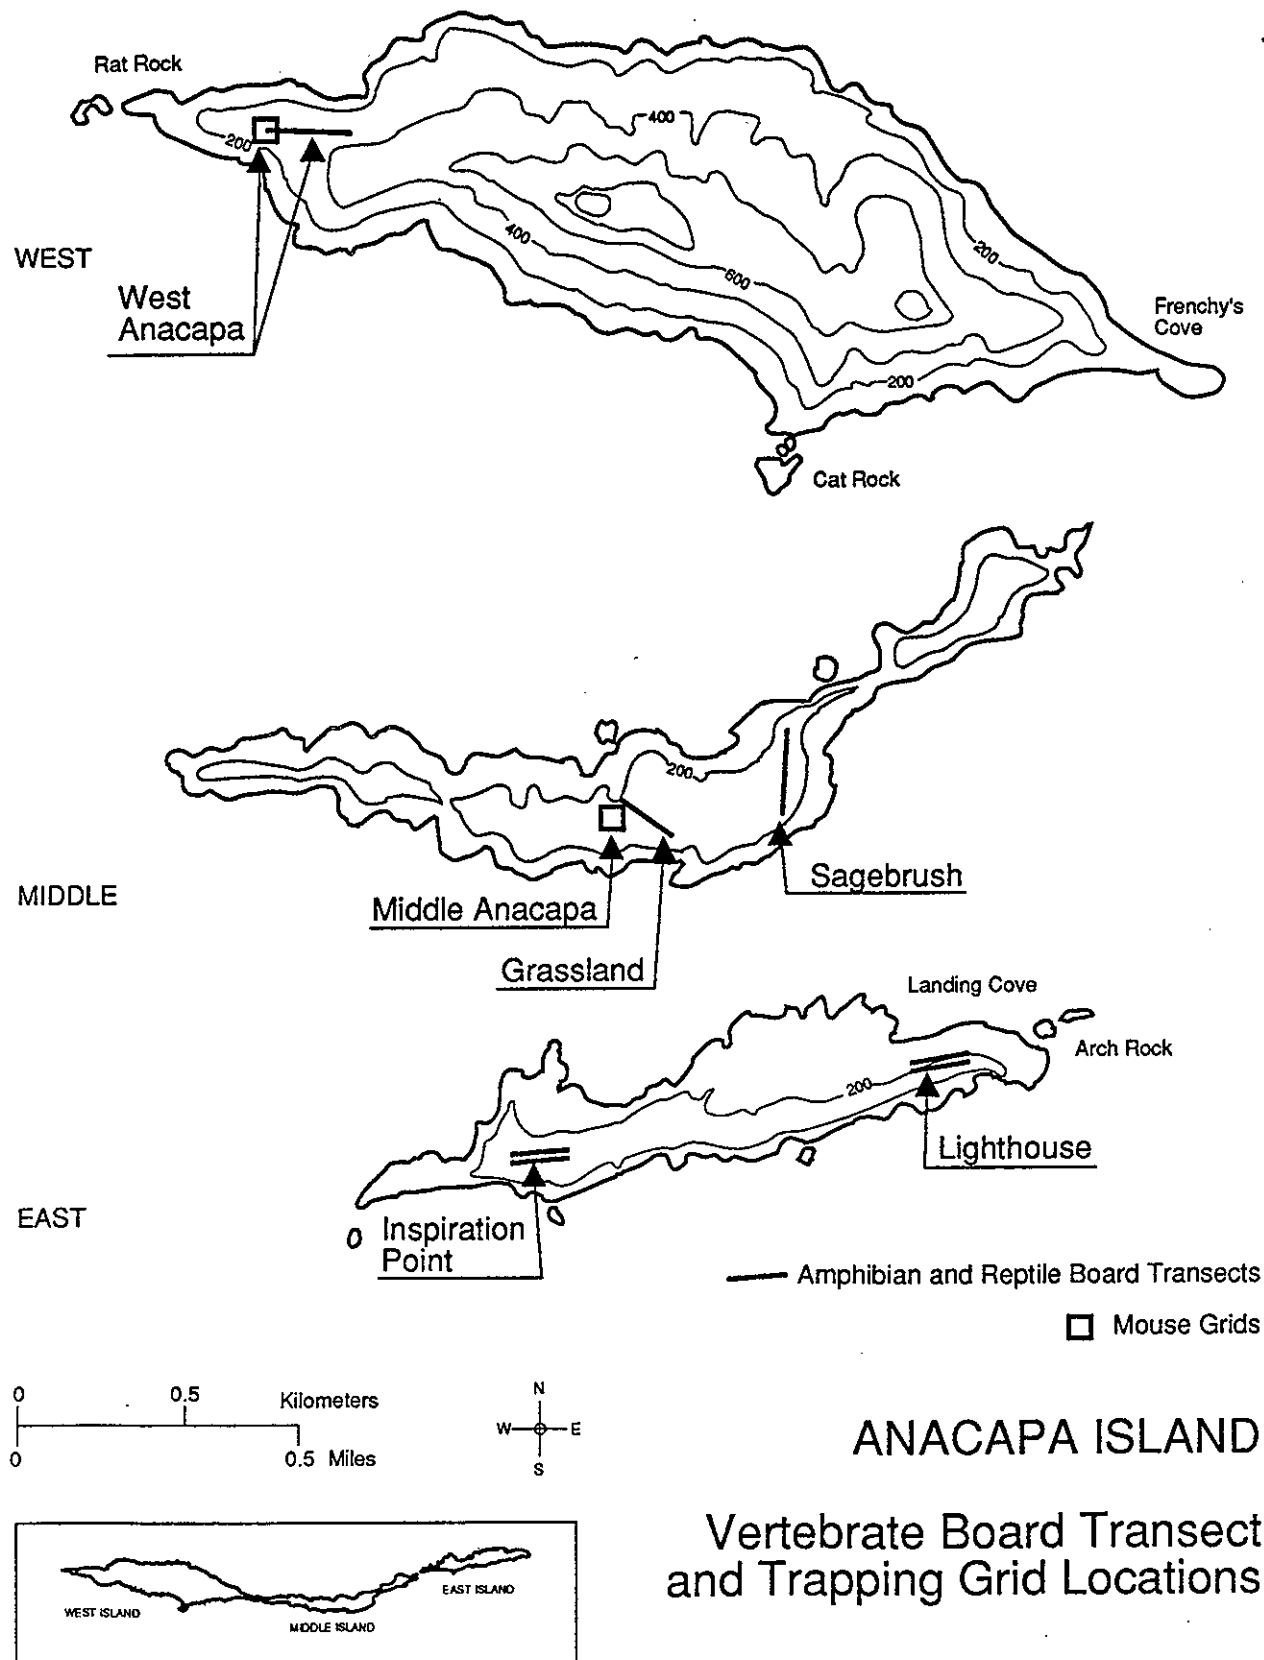 Rat Rock
400
200
WEST
400
200
600
West
Anacapa
Frenchy's
Cove
200
Cat Rock
200
Sagebrush
MIDDLE
Middle Anacapa
Grassland
Landing Cove
Arch Rock
200
Lighthouse
EAST
Inspiration
Point
Amphibian and Reptile Board Transects
Mouse Grids
0 0.5 Kilometers
0 0.5 Miles
N
W E
S
ANACAPA ISLAND
Vertebrate Board Transect
and Trapping Grid Locations
WEST ISLAND
MIDDLE ISLAND
EAST ISLAND